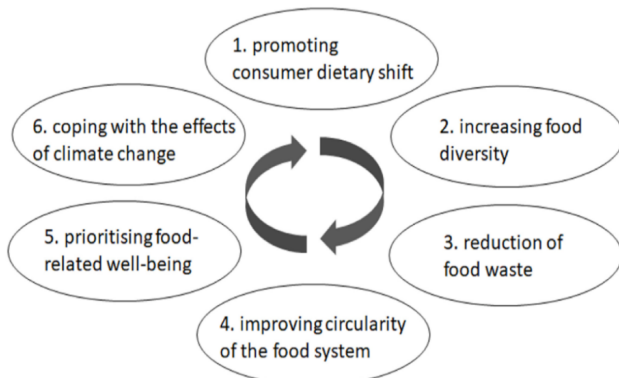 1. promoting
consumer dietary shift
2. increasing food
diversity
3. reduction of
food waste
4. improving circularity
of the food system
5. prioritising food-
related well-being
6. coping with the effects
of climate change